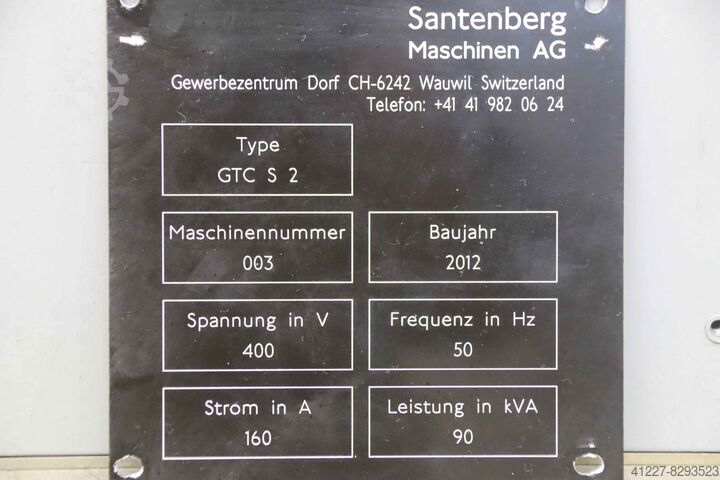 Santenberg
Maschinen AG
Gewerbezentrum Dorf CH-6242 Wauwil Switzerland
Telefon: +41 41 982 06 24
Type
GTC S 2
Maschinennummer
003
Baujahr
2012
Spannung in V
400
Frequenz in Hz
50
Strom in A
160
Leistung in kVA
90
41227-8293523